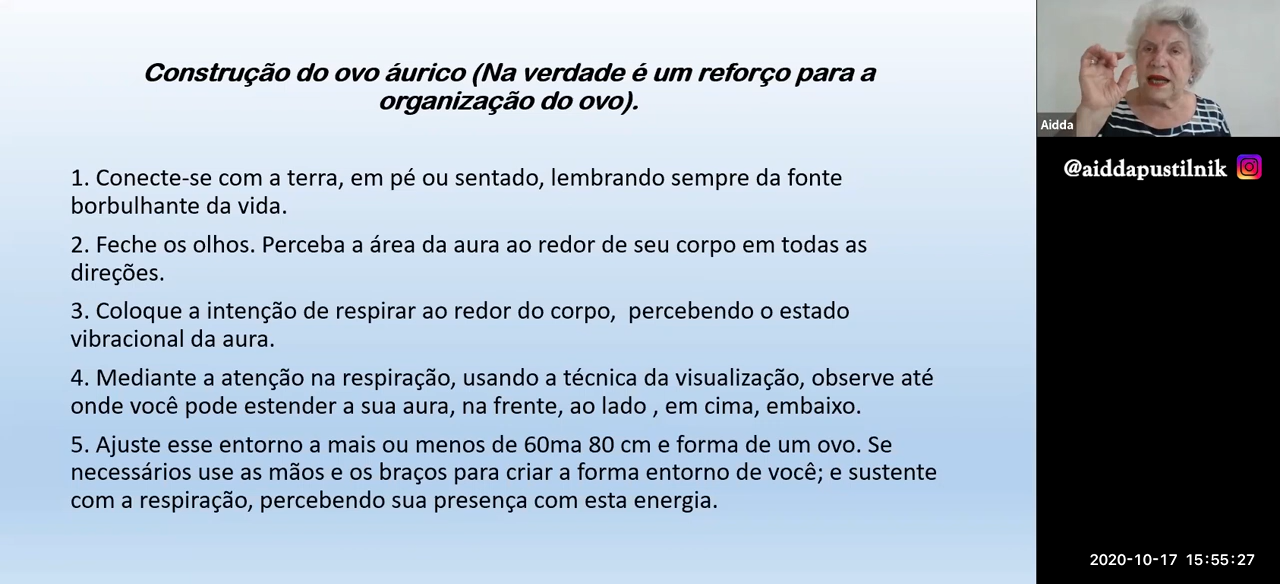 Construção do ovo áurico (Na verdade é um reforço para a
organização do ovo).
1. Conecte-se com a terra, em pé ou sentado, lembrando sempre da fonte
borbulhante da vida.
2. Feche os olhos. Perceba a área da aura ao redor de seu corpo em todas as
direções.
3. Coloque a intenção de respirar ao redor do corpo,  percebendo o estado
vibracional da aura.
4. Mediante a atenção na respiração, usando a técnica da visualização, observe até
onde você pode estender a sua aura, na frente, ao lado , em cima, embaixo.
5. Ajuste esse entorno a mais ou menos de 60ma 80 cm e forma de um ovo. Se
necessários use as mãos e os braços para criar a forma entorno de você; e sustente
com a respiração, percebendo sua presença com esta energia.
Aidda
@aiddapustilnik
2020-10-17 15:55:27